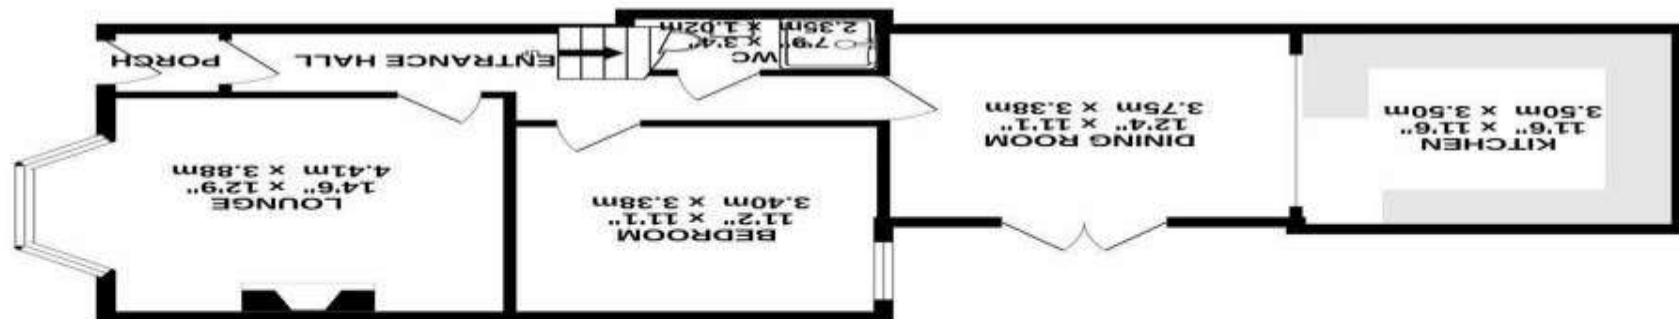 KITCHEN
11'6" x 11'6"
3.50m x 3.50m
DINING ROOM
12'4" x 11'1"
3.75m x 3.38m
BEDROOM
11'2" x 11'1"
3.40m x 3.38m
LOUNGE
14'6" x 12'9"
4.41m x 3.88m
WC
7'9" x 3'4"
2.35m x 1.02m
ENTRANCE HALL
PORCH